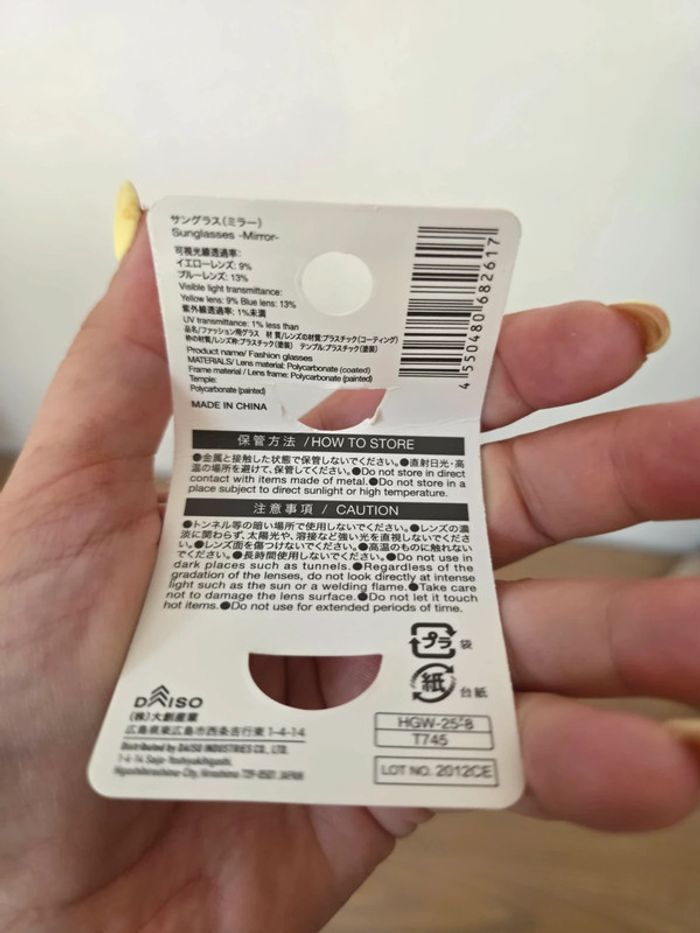 サングラス(ミラー)
Sunglasses -Mirror-
可視光線透過率:
イエローレンズ: 9%
ブルーレンズ: 13%
Visible light transmittance:
Yellow lens: 9% Blue lens: 13%
紫外線透過率: 1%未満
UV transmittance: 1% less than
品名/ファッション用グラス 材質/レンズの材質:プラスチック(コーティング)
枠の材質/レンズ枠:プラスチック(塗装) テンプル:プラスチック(塗装)
Product name/ Fashion glasses
MATERIALS/ Lens material: Polycarbonate (coated)
Frame material / Lens frame: Polycarbonate (painted)
Temple:
Polycarbonate (painted)
MADE IN CHINA
4 550480 682617
保管方法 /HOW TO STORE
●金属と接触した状態で保管しないでください。●直射日光・高
温の場所を避けて、保管してください。●Do not store in direct
contact with items made of metal.●Do not store in a
place subject to direct sunlight or high temperature.
注意事項 / CAUTION
●トンネル等の暗い場所で使用しないでください。●レンズの濃
淡に関わらず、太陽光や、溶接など強い光を直視しないでくださ
い。●レンズ面を傷つけないでください。●高温のものに触れない
でください。●長時間使用しないでください。●Do not use in
dark places such as tunnels.●Regardless of the
gradation of the lenses, do not look directly at intense
light such as the sun or a welding flame.●Take care
not to damage the lens surface.●Do not let it touch
hot items.●Do not use for extended periods of time.
プラ 袋
紙 台紙
DAISO
(株)大創産業
広島県東広島市西条吉行東1-4-14
Distributed by DAISO INDUSTRIES CO., LTD.
1-4-14 Saijo-Yoshiyukihigashi,
Higashihiroshima-City, Hiroshima 739-8501 JAPAN
HGW-25-8
T745
LOT NO. 2012CE